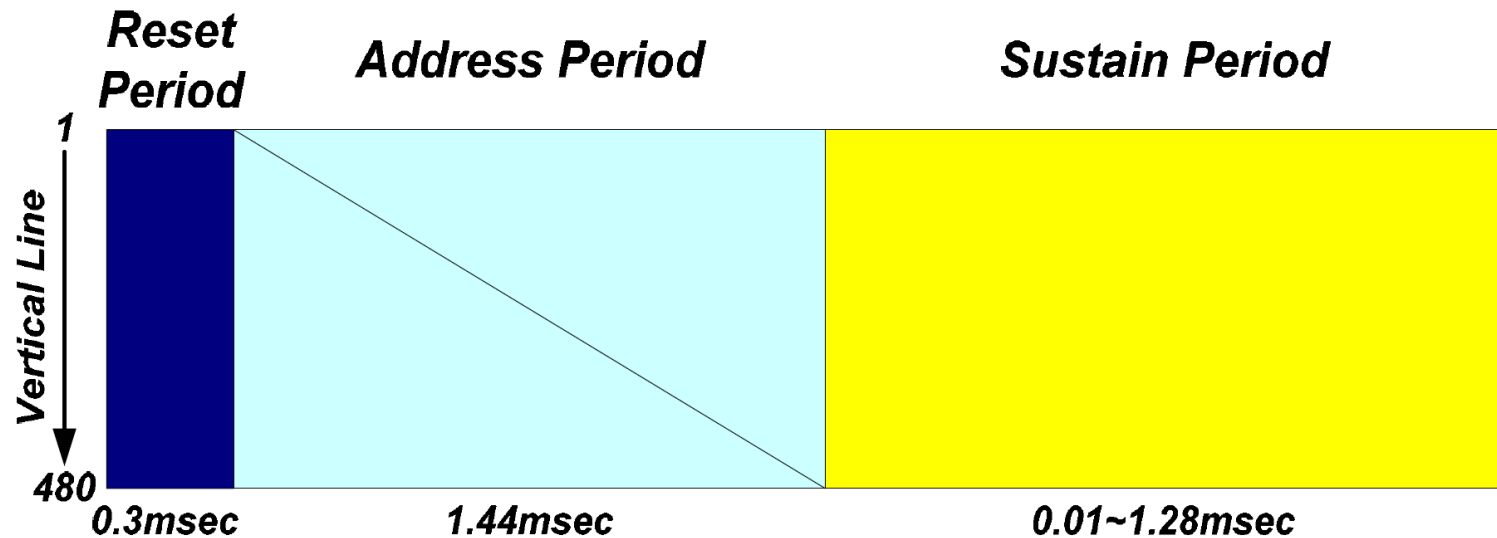 Reset
Period
Address Period
Sustain Period
1
Vertical Line
480
0.3msec
1.44msec
0.01~1.28msec